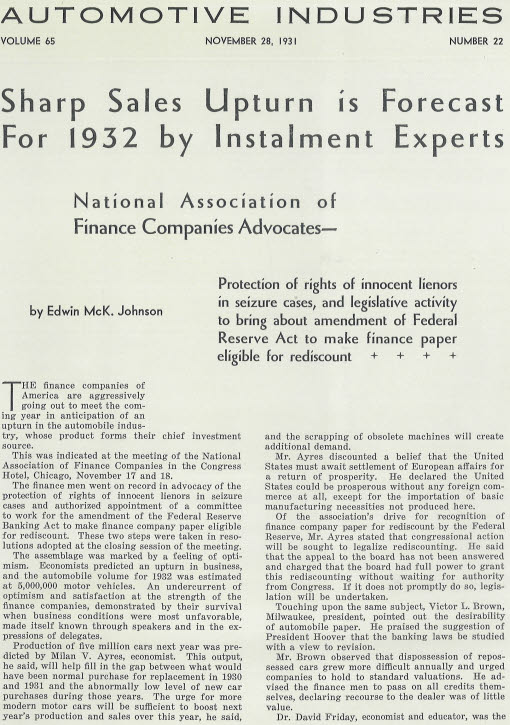 AUTOMOTIVE INDUSTRIES
VOLUME 65 NOVEMBER 28, 1931 NUMBER 22
Sharp Sales Upturn is Forecast
For 1932 by Instalment Experts
National Association of
Finance Companies Advocates—
by Edwin McK. Johnson
Protection of rights of innocent lienors
in seizure cases, and legislative activity
to bring about amendment of Federal
Reserve Act to make finance paper
eligible for rediscount + + + +
THE finance companies of
America are aggressively
going out to meet the com-
ing year in anticipation of an
upturn in the automobile indus-
try, whose product forms their chief investment
source.
This was indicated at the meeting of the National
Association of Finance Companies in the Congress
Hotel, Chicago, November 17 and 18.
The finance men went on record in advocacy of the
protection of rights of innocent lienors in seizure
cases and authorized appointment of a committee
to work for the amendment of the Federal Reserve
Banking Act to make finance company paper eligible
for rediscount. These two steps were taken in reso-
lutions adopted at the closing session of the meeting.
The assemblage was marked by a feeling of opti-
mism. Economists predicted an upturn in business,
and the automobile volume for 1932 was estimated
at 5,000,000 motor vehicles. An undercurrent of
optimism and satisfaction at the strength of the
finance companies, demonstrated by their survival
when business conditions were most unfavorable,
made itself known through speakers and in the ex-
pressions of delegates.
Production of five million cars next year was pre-
dicted by Milan V. Ayres, economist. This output,
he said, will help fill in the gap between what would
have been normal purchase for replacement in 1930
and 1931 and the abnormally low level of new car
purchases during those years. The urge for more
modern motor cars will be sufficient to boost next
year's production and sales over this year, he said,
and the scrapping of obsolete machines will create
additional demand.
Mr. Ayres discounted a belief that the United
States must await settlement of European affairs for
a return of prosperity. He declared the United
States could be prosperous without any foreign com-
merce at all, except for the importation of basic
manufacturing necessities not produced here.
Of the association's drive for recognition of
finance company paper for rediscount by the Federal
Reserve, Mr. Ayres stated that congressional action
will be sought to legalize rediscounting. He said
that the appeal to the board has not been answered
and charged that the board had full power to grant
this rediscounting without waiting for authority
from Congress. If it does not promptly do so, legis-
lation will be undertaken.
Touching upon the same subject, Victor L. Brown,
Milwaukee, president, pointed out the desirability
of automobile paper. He praised the suggestion of
President Hoover that the banking laws be studied
with a view to revision.
Mr. Brown observed that dispossession of repos-
sessed cars grew more difficult annually and urged
companies to hold to standard valuations. He ad-
vised the finance men to pass on all credits them-
selves, declaring recourse to the dealer was of little
value.
Dr. David Friday, economist and educator, was the